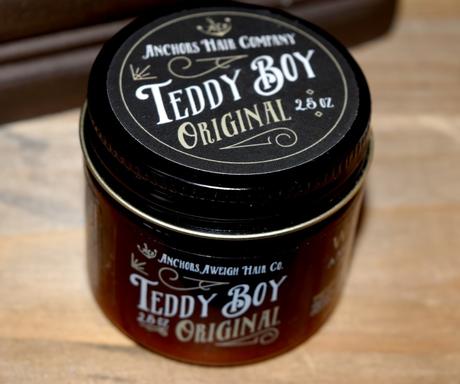 Anchors Hair Company
Teddy Boy
Original
2.8 oz
Anchors Aweigh Hair Co.
Teddy Boy
2.8 oz
Original